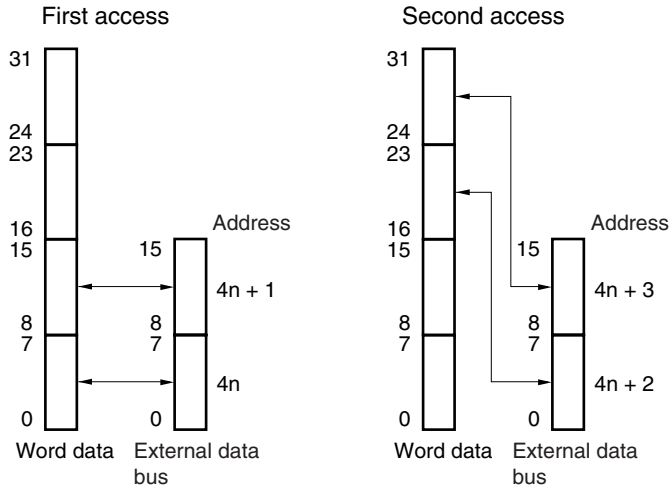 First access
31
24
23
16
15
8
7
0
Word data
Address
15
4n + 1
8
7
4n
0
External data
bus
Second access
31
24
23
16
15
8
7
0
Word data
Address
15
4n + 3
8
7
4n + 2
0
External data
bus